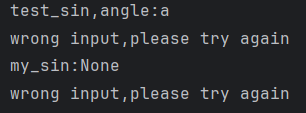 test_sin,angle:a
wrong input,please try again
my_sin:None
wrong input,please try again